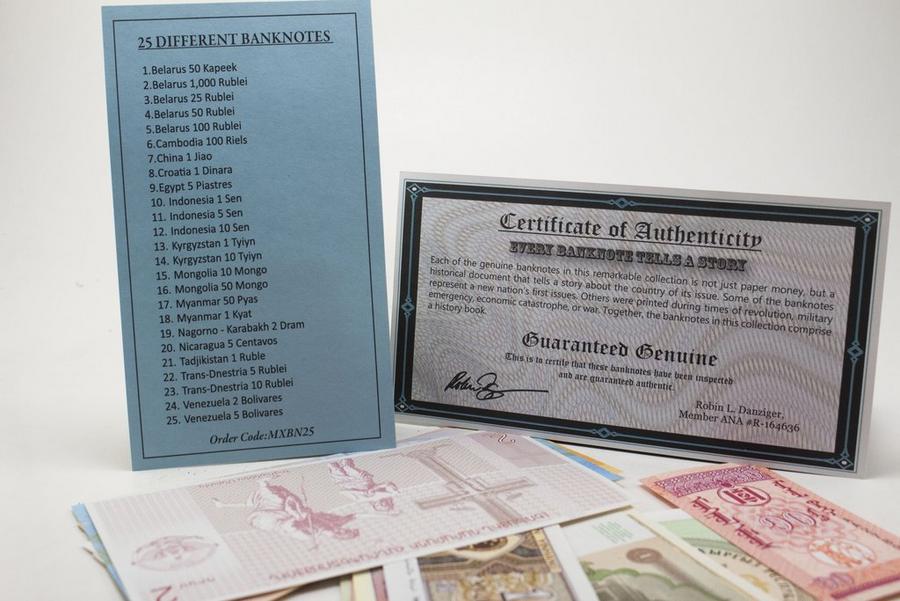 25 DIFFERENT BANKNOTES
1.Belarus 50 Kapeek
2.Belarus 1,000 Rublei
3.Belarus 25 Rublei
4.Belarus 50 Rublei
5.Belarus 100 Rublei
6.Cambodia 100 Riels
7.China 1 Jiao
8.Croatia 1 Dinara
9.Egypt 5 Piastres
10. Indonesia 1 Sen
11. Indonesia 5 Sen
12. Indonesia 10 Sen
13. Kyrgyzstan 1 Tyiyn
14. Kyrgyzstan 10 Tyiyn
15. Mongolia 10 Mongo
16. Mongolia 50 Mongo
17. Myanmar 50 Pyas
18. Myanmar 1 Kyat
19. Nagorno - Karabakh 2 Dram
20. Nicaragua 5 Centavos
21. Tadjikistan 1 Ruble
22. Trans-Dnestria 5 Rublei
23. Trans-Dnestria 10 Rublei
24. Venezuela 2 Bolivares
25. Venezuela 5 Bolivares
Order Code:MXBN25
Certificate of Authenticity
EVERY BANKNOTE TELLS A STORY
Each of the genuine banknotes in this remarkable collection is not just paper money, but a
historical document that tells a story about the country of its issue. Some of the banknotes
represent a new nation's first issues. Others were printed during times of revolution, military
emergency, economic catastrophe, or war. Together, the banknotes in this collection comprise
a history book.
Guaranteed Genuine
This is to certify that these banknotes have been inspected
and are guaranteed authentic.
Robin L. Danziger,
Member ANA #R-164636
2
2